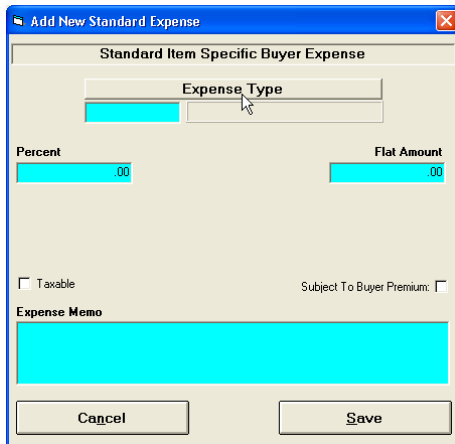 Add New Standard Expense
Standard Item Specific Buyer Expense
Expense Type
Percent Flat Amount
.00 .00
Taxable Subject To Buyer Premium:
Expense Memo
Cancel Save